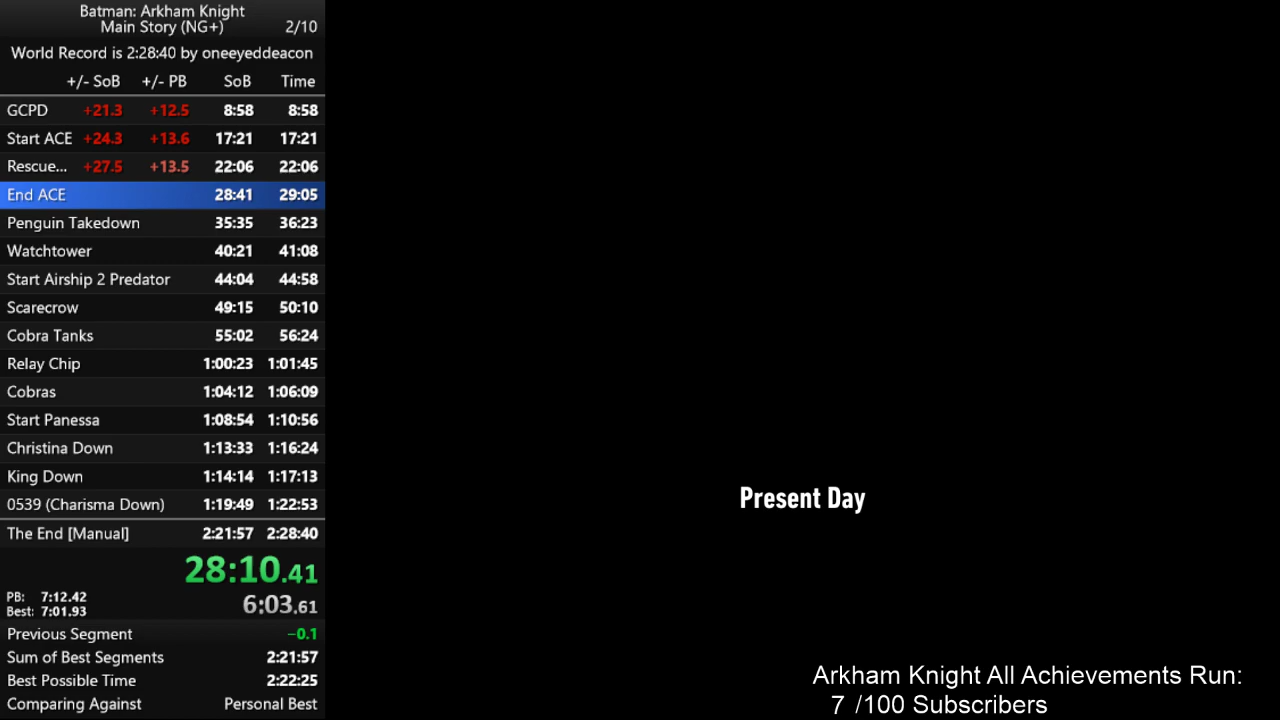 Batman: Arkham Knight
Main Story (NG+) 2/10
World Record is 2:28:40 by oneeyeddeacon
+/- SoB +/- PB SoB Time
GCPD +21.3 +12.5 8:58 8:58
Start ACE +24.3 +13.6 17:21 17:21
Rescue... +27.5 +13.5 22:06 22:06
End ACE 28:41 29:05
Penguin Takedown 35:35 36:23
Watchtower 40:21 41:08
Start Airship 2 Predator 44:04 44:58
Scarecrow 49:15 50:10
Cobra Tanks 55:02 56:24
Relay Chip 1:00:23 1:01:45
Cobras 1:04:12 1:06:09
Start Panessa 1:08:54 1:10:56
Christina Down 1:13:33 1:16:24
King Down 1:14:14 1:17:13
0539 (Charisma Down) 1:19:49 1:22:53
The End [Manual] 2:21:57 2:28:40
28:10.41
PB: 7:12.42
Best: 7:01.93
6:03.61
Previous Segment −0.1
Sum of Best Segments 2:21:57
Best Possible Time 2:22:25
Comparing Against Personal Best
Present Day
Arkham Knight All Achievements Run:
7 /100 Subscribers